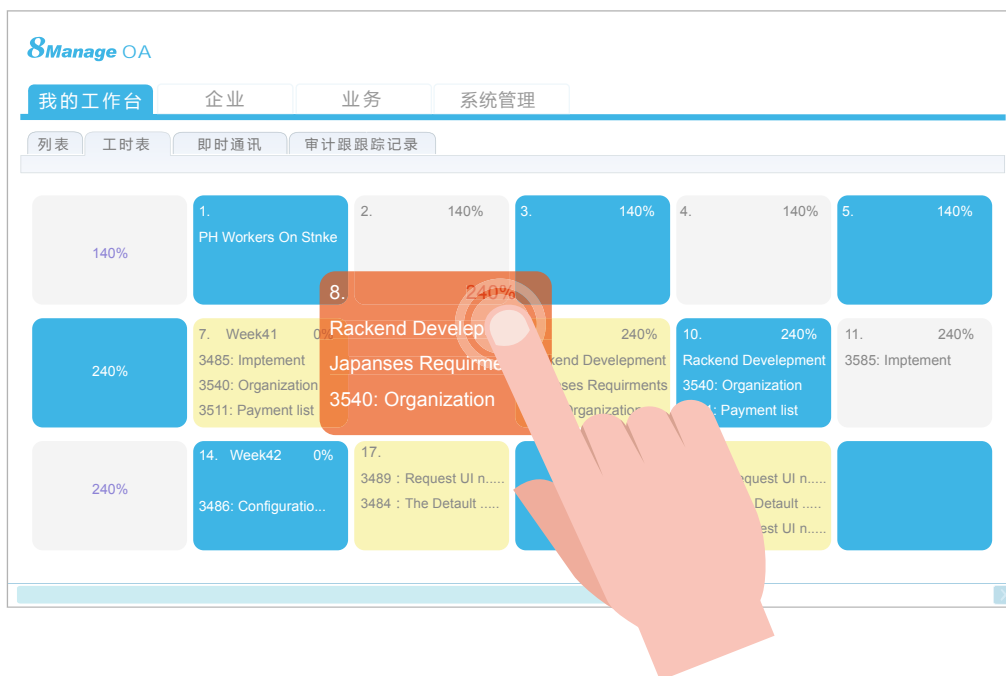 8Manage OA
我的工作台 企业 业务 系统管理
列表 工时表 即时通讯 审计跟跟踪记录
140%
1.
PH Workers On Stnke
2. 140%
3. 140%
4. 140%
5. 140%
240%
7. Week41 0%
3485: Imptement
3540: Organization
3511: Payment list
8. 240%
Rackend Develep
Japanses Requirme
3540: Organization
240%
kend Develepment
ses Requirments
Organization
10. 240%
Rackend Develepment
3540: Organization
: Payment list
11. 240%
3585: Imptement
240%
14. Week42 0%
3486: Configuratio...
17.
3489 : Request UI n.....
3484 : The Detault .....
quest UI n.....
Detault .....
est UI n.....